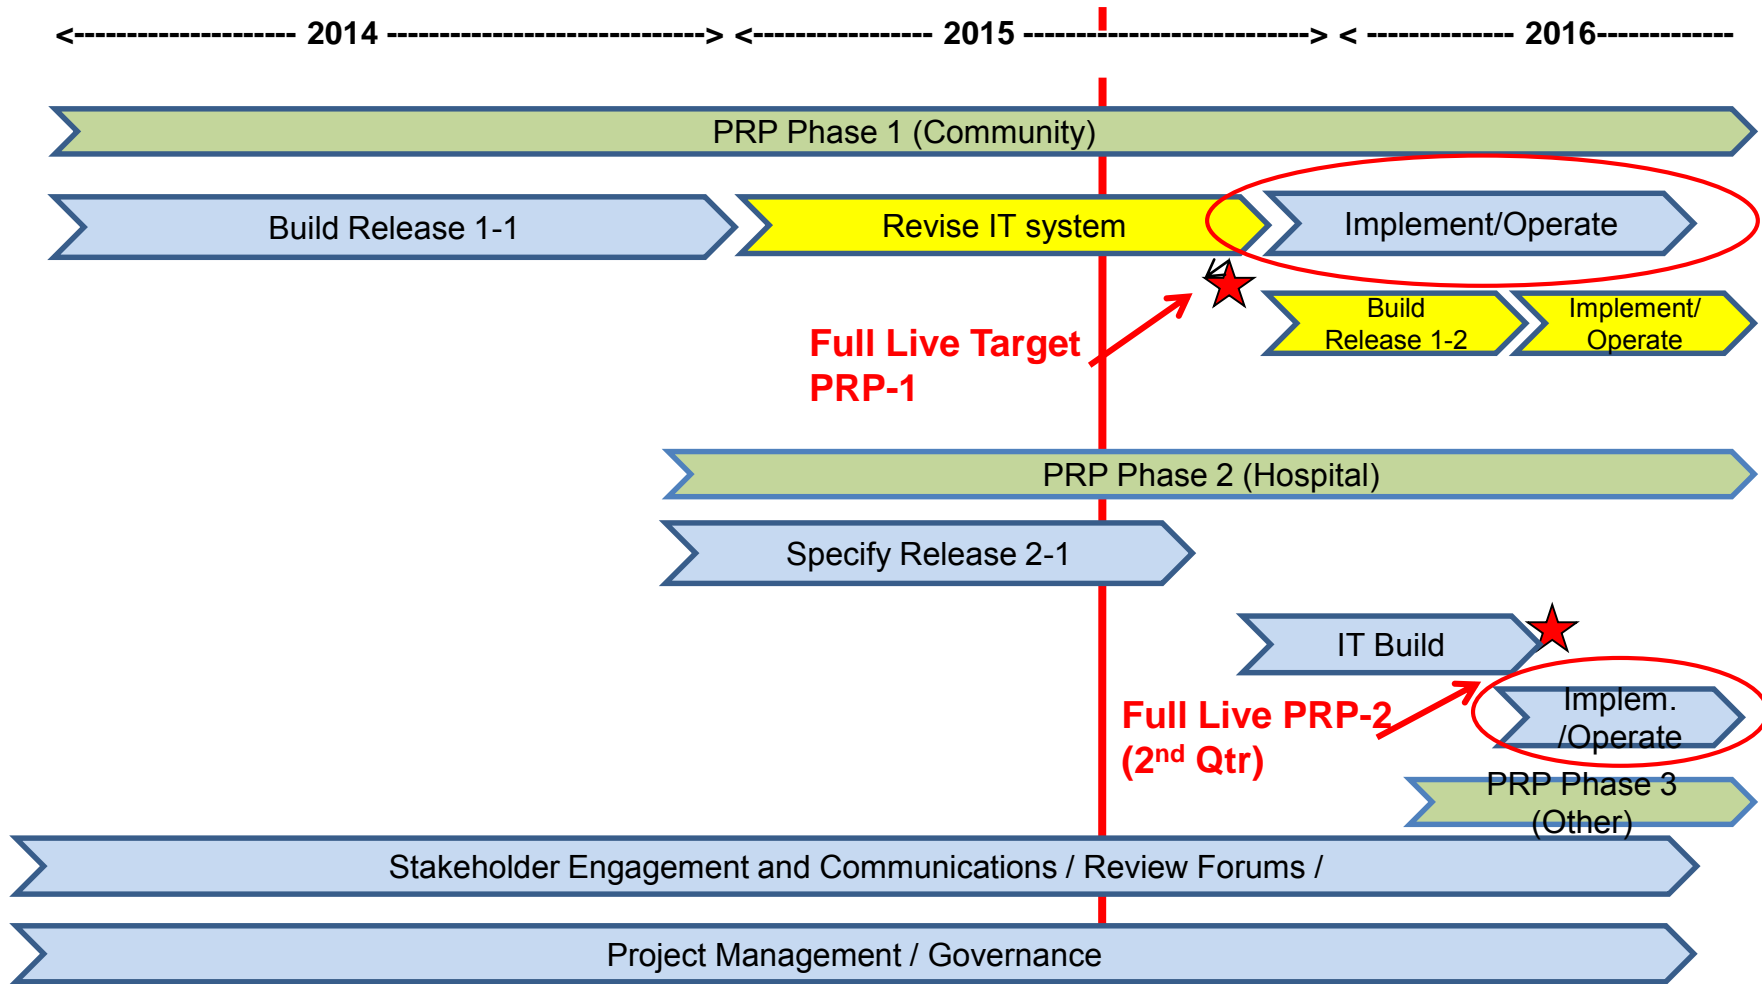 <-------------------- 2014 ------------------------------> <----------------- 2015 ---------------------------> < ------------- 2016-------------
PRP Phase 1 (Community)
Build Release 1-1
Revise IT system
Implement/Operate
Build
Release 1-2
Implement/
Operate
Full Live Target
PRP-1
PRP Phase 2 (Hospital)
Specify Release 2-1
IT Build
Full Live PRP-2
(2nd Qtr)
Implem.
/Operate
PRP Phase 3
(Other)
Stakeholder Engagement and Communications / Review Forums /
Project Management / Governance